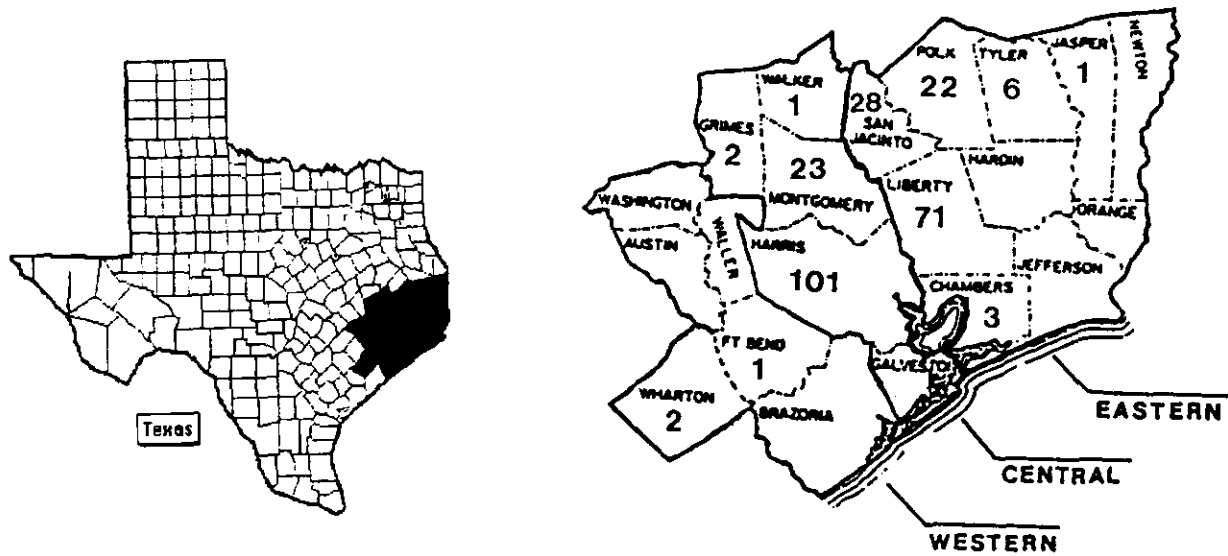 Texas
POLK
22
TYLER
6
JASPER
1
NEWTON
WALKER
1
28
SAN
JACINTO
GRIMES
2
23
MONTGOMERY
LIBERTY
71
HARDIN
WASHINGTON
WALLER
AUSTIN
HARRIS
101
ORANGE
JEFFERSON
CHAMBERS
3
FT BEND
1
GALVESTO
WHARTON
2
BRAZORIA
EASTERN
CENTRAL
WESTERN